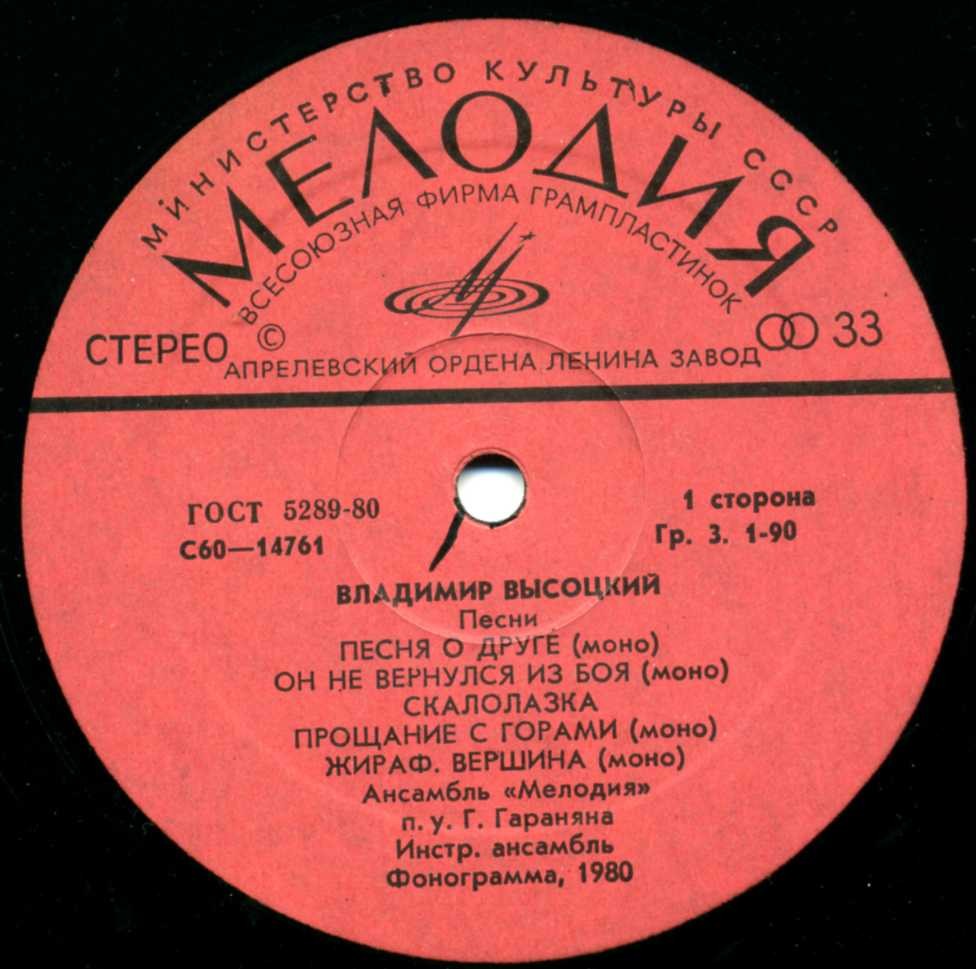 МИНИСТЕРСТВО КУЛЬТУРЫ СССР
МЕЛОДИЯ
ВСЕСОЮЗНАЯ ФИРМА ГРАМПЛАСТИНОК
СТЕРЕО © 33
АПРЕЛЕВСКИЙ ОРДЕНА ЛЕНИНА ЗАВОД
ГОСТ 5289-80 1 сторона
С60—14761 Гр. 3. 1-90
ВЛАДИМИР ВЫСОЦКИЙ
Песни
ПЕСНЯ О ДРУГЕ (моно)
ОН НЕ ВЕРНУЛСЯ ИЗ БОЯ (моно)
СКАЛОЛАЗКА
ПРОЩАНИЕ С ГОРАМИ (моно)
ЖИРАФ. ВЕРШИНА (моно)
Ансамбль «Мелодия»
п. у. Г. Гараняна
Инстр. ансамбль
Фонограмма, 1980